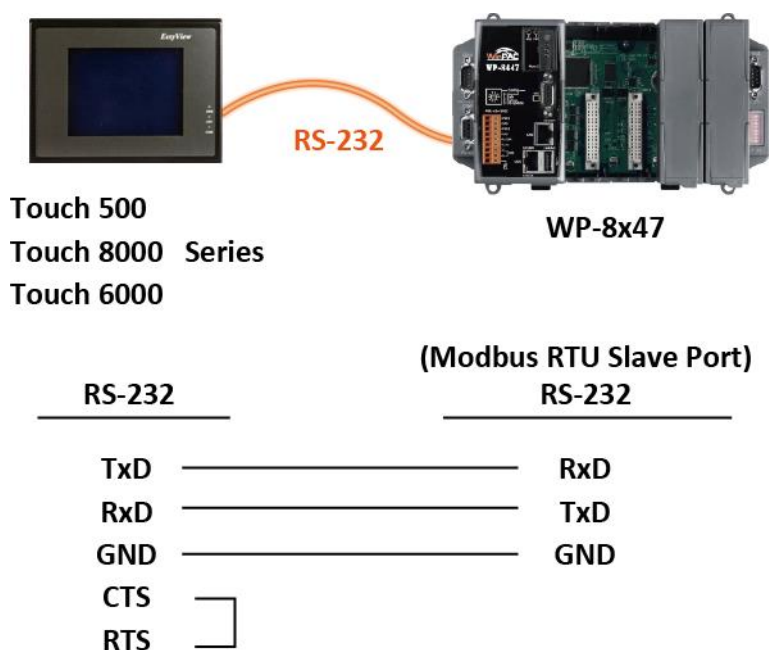 EasyView
WinPAC
WP-8447
RS-232
Touch 500
Touch 8000 Series
Touch 6000
WP-8x47
(Modbus RTU Slave Port)
RS-232 RS-232
TxD RxD
RxD TxD
GND GND
CTS
RTS